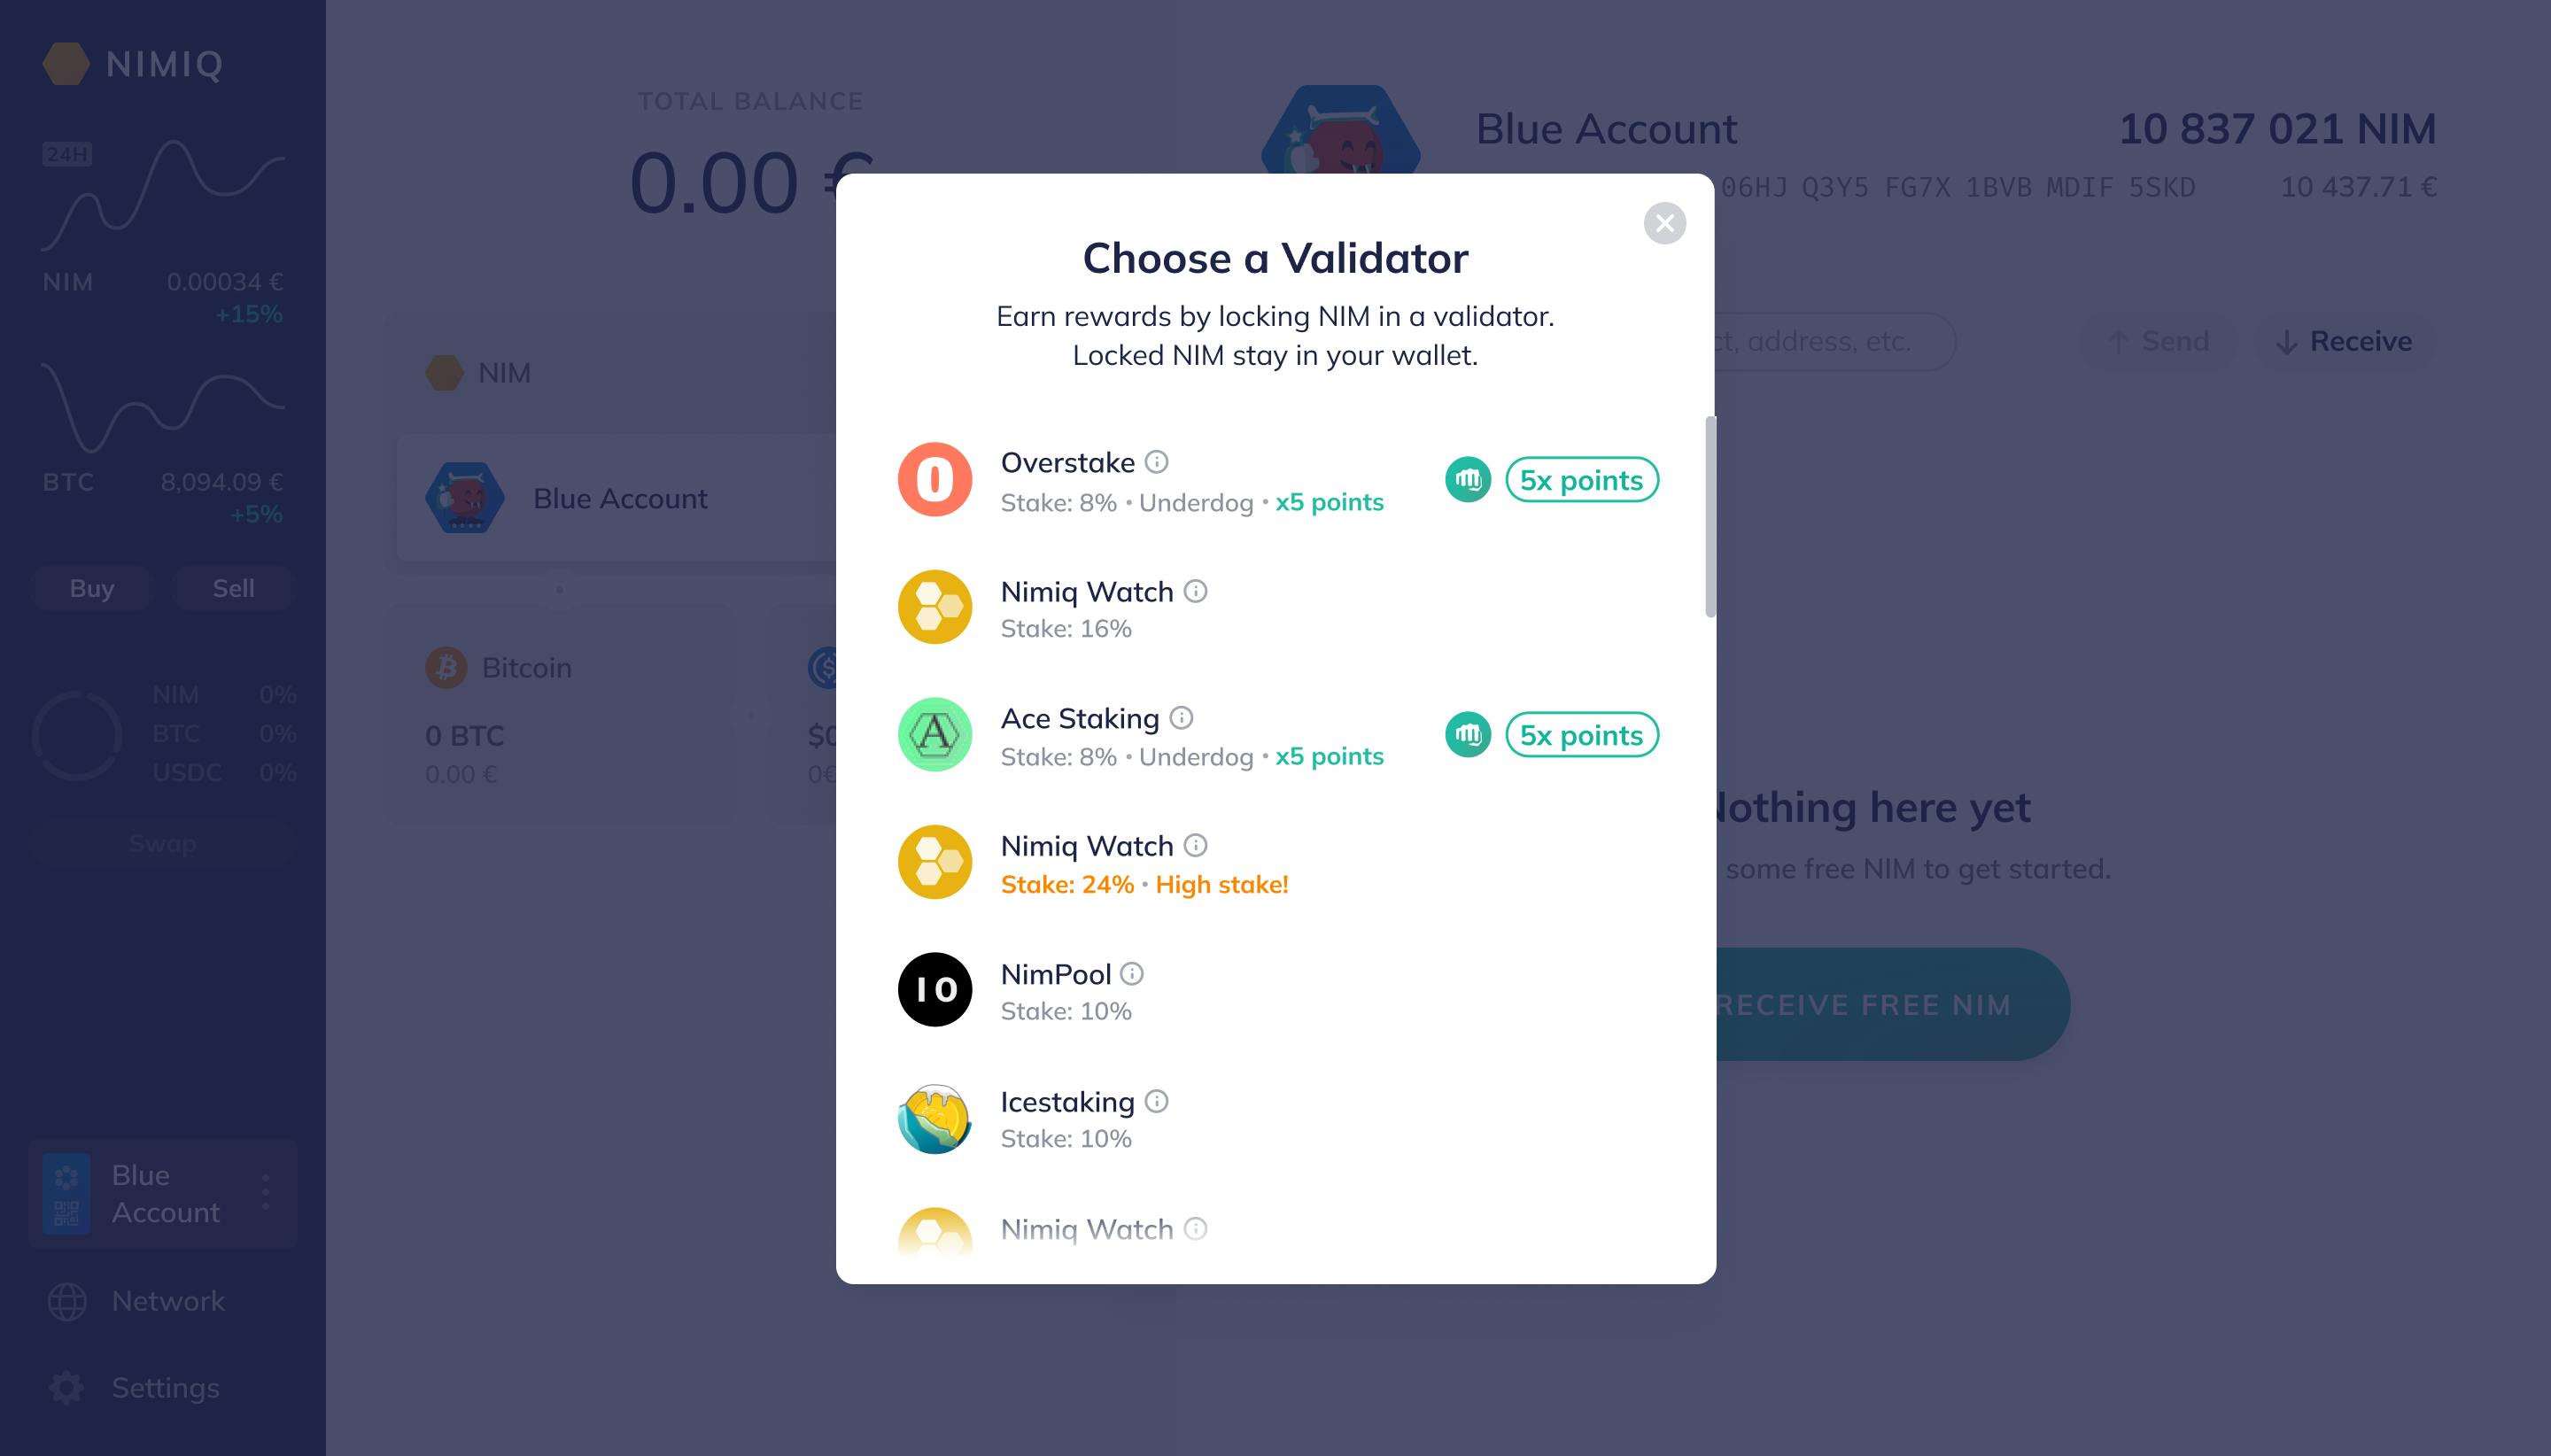 NIMIQ
24H
NIM 0.00034 €
+15%
BTC 8,094.09 €
+5%
Buy Sell
NIM 0%
BTC 0%
USDC 0%
Swap
Blue
Account
Network
Settings
TOTAL BALANCE
0.00 €
NIM
Blue Account
Bitcoin
0 BTC
0.00 €
$0
0€
Blue Account 10 837 021 NIM
06HJ Q3Y5 FG7X 1BVB MDIF 5SKD 10 437.71 €
address, etc. Send Receive
Nothing here yet
some free NIM to get started.
RECEIVE FREE NIM
Choose a Validator
Earn rewards by locking NIM in a validator.
Locked NIM stay in your wallet.
Overstake
Stake: 8% • Underdog • x5 points
5x points
Nimiq Watch
Stake: 16%
A
Ace Staking
Stake: 8% • Underdog • x5 points
5x points
Nimiq Watch
Stake: 24% • High stake!
NimPool
Stake: 10%
Icestaking
Stake: 10%
Nimiq Watch